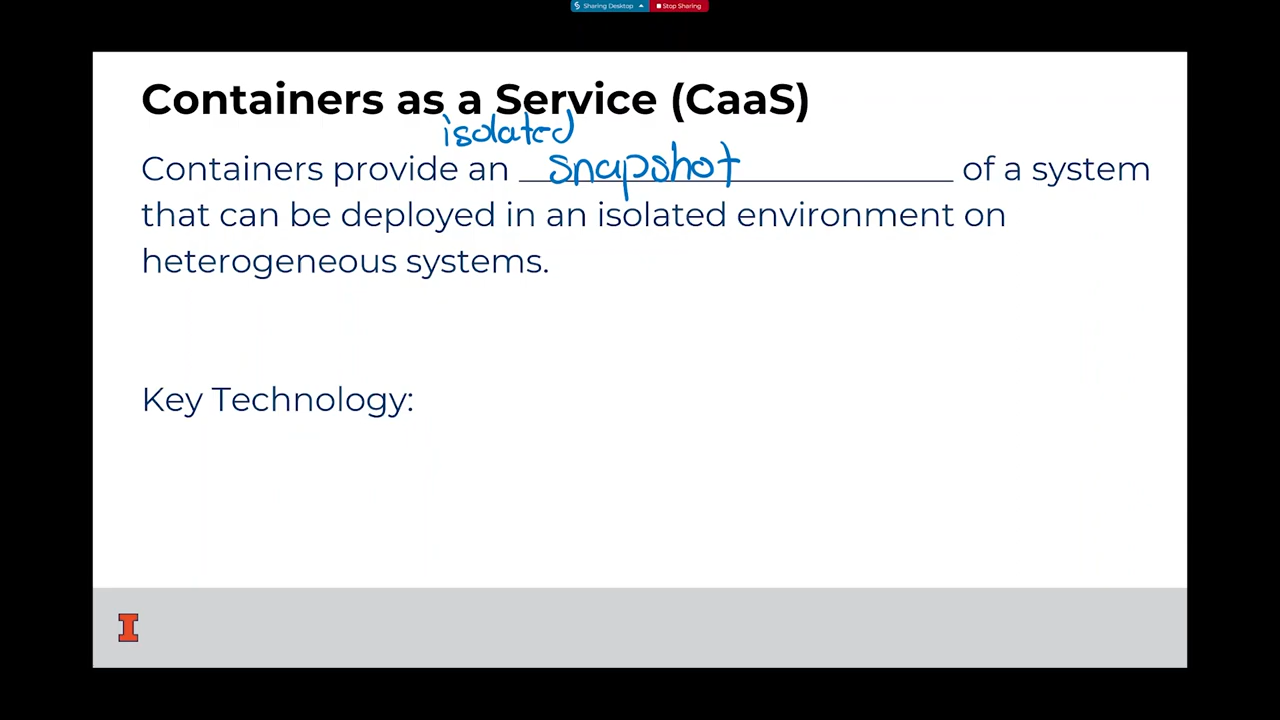 Sharing Desktop Stop Sharing
Containers as a Service (CaaS)
isolated
Containers provide an snapshot of a system
that can be deployed in an isolated environment on
heterogeneous systems.
Key Technology:
I